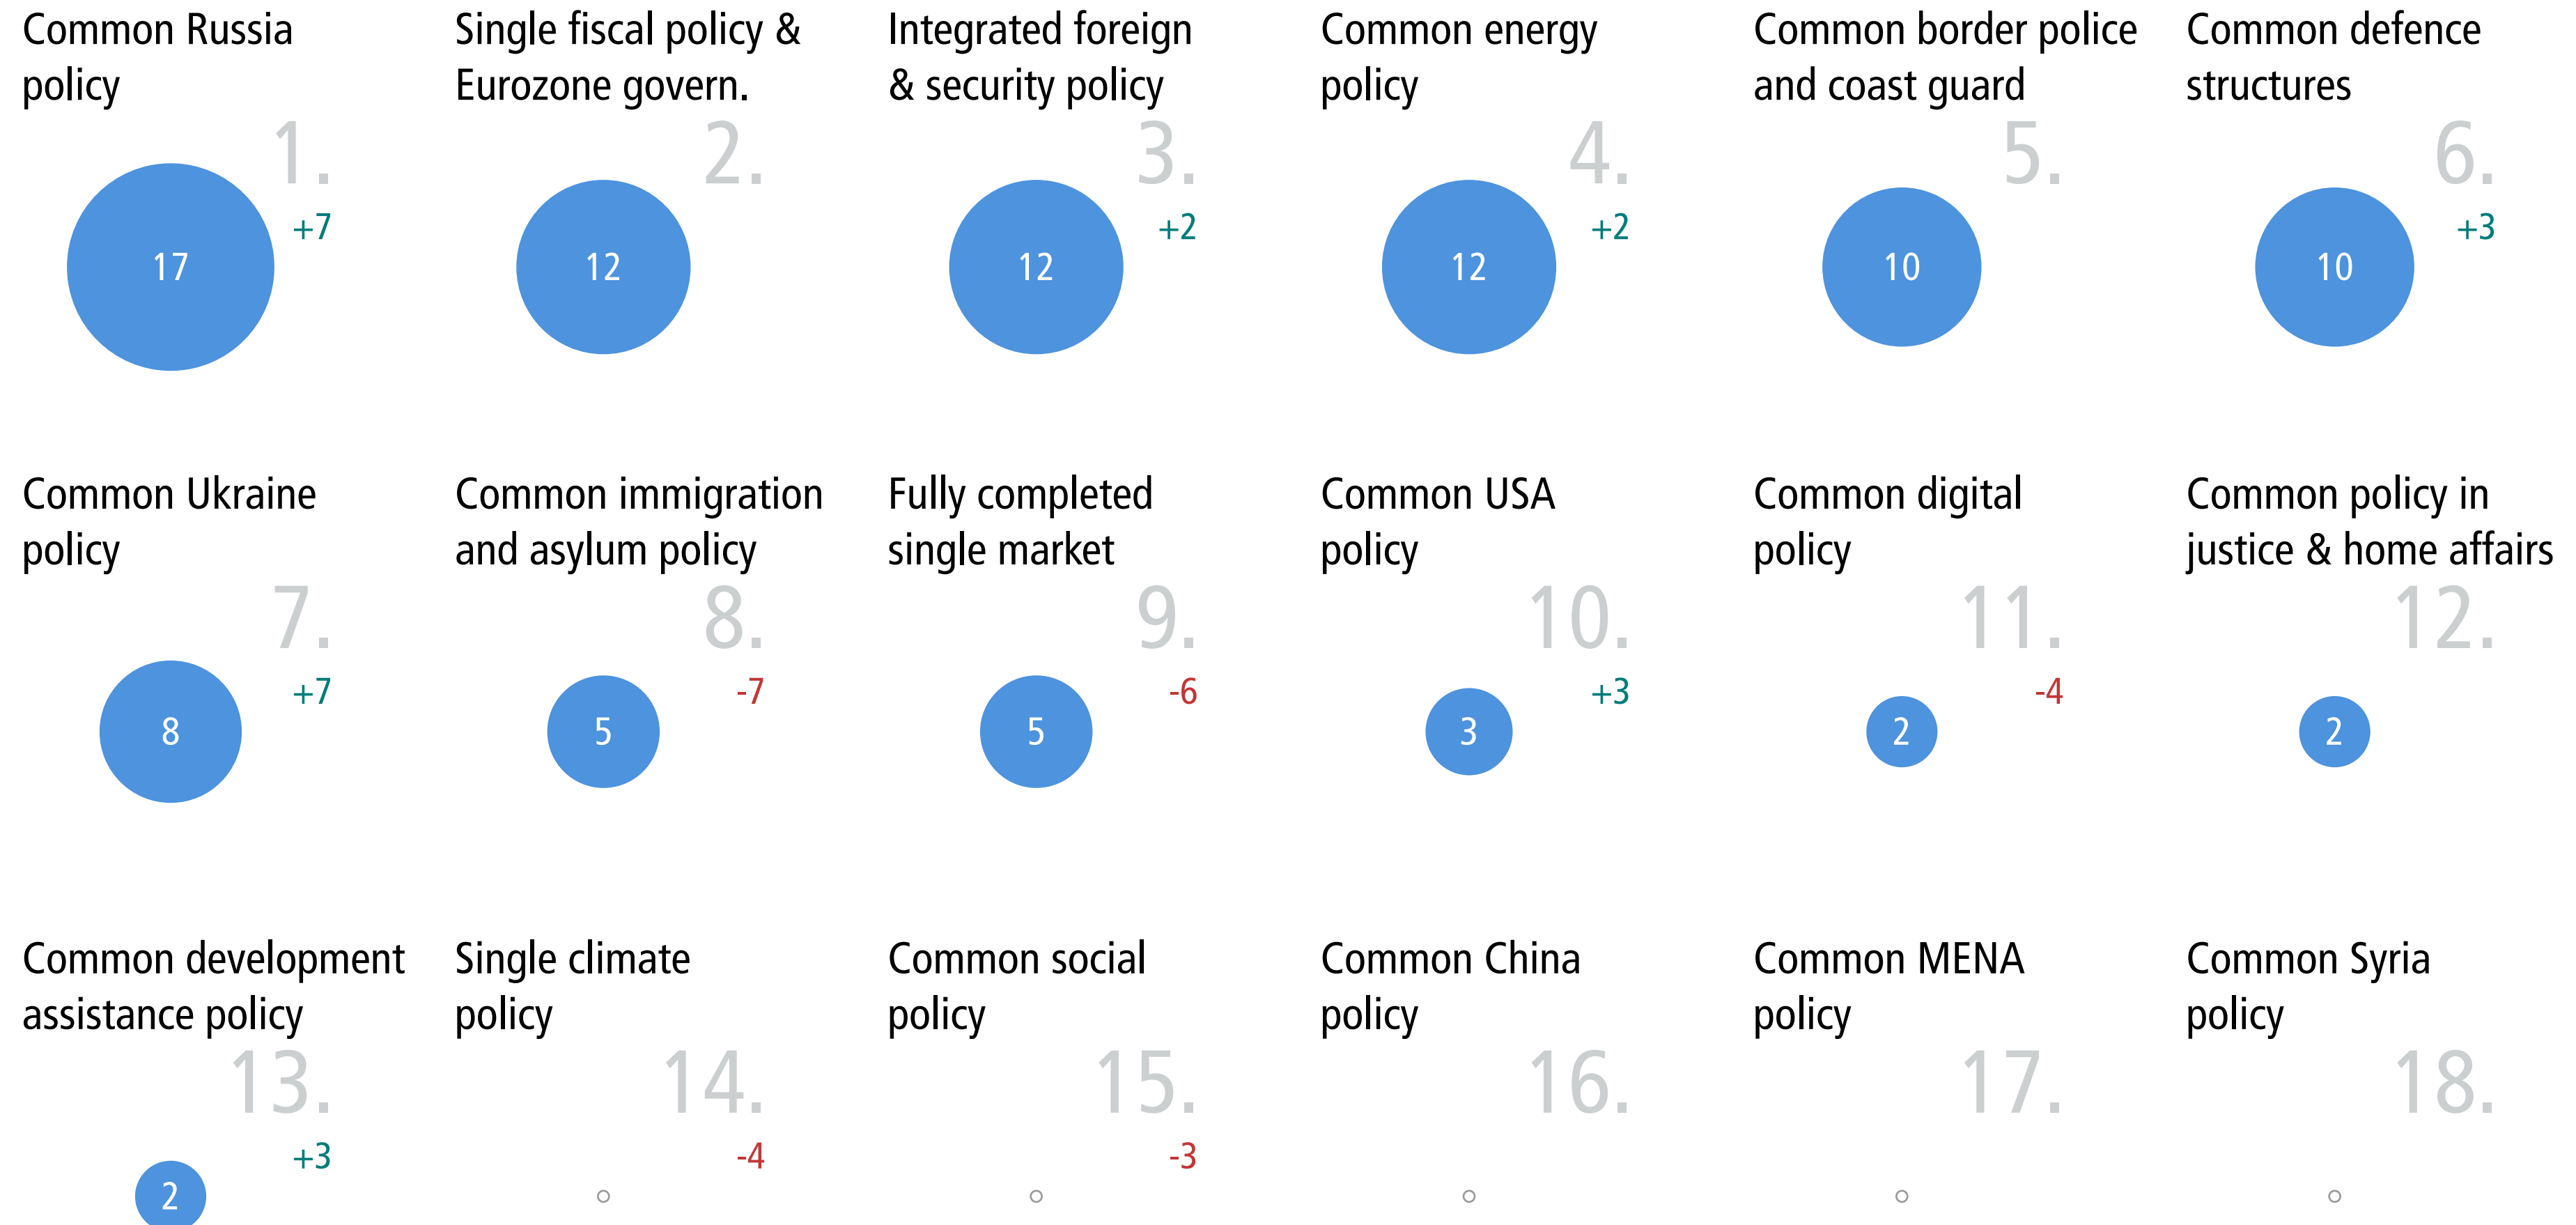 Common Russia
policy
1.
+7
17
Single fiscal policy &
Eurozone govern.
2.
12
Integrated foreign
& security policy
3.
+2
12
Common energy
policy
4.
+2
12
Common border police
and coast guard
5.
10
Common defence
structures
6.
+3
10
Common Ukraine
policy
7.
+7
8
Common immigration
and asylum policy
8.
-7
5
Fully completed
single market
9.
-6
5
Common USA
policy
10.
+3
3
Common digital
policy
11.
-4
2
Common policy in
justice & home affairs
12.
2
Common development
assistance policy
13.
+3
2
Single climate
policy
14.
-4
Common social
policy
15.
-3
Common China
policy
16.
Common MENA
policy
17.
Common Syria
policy
18.